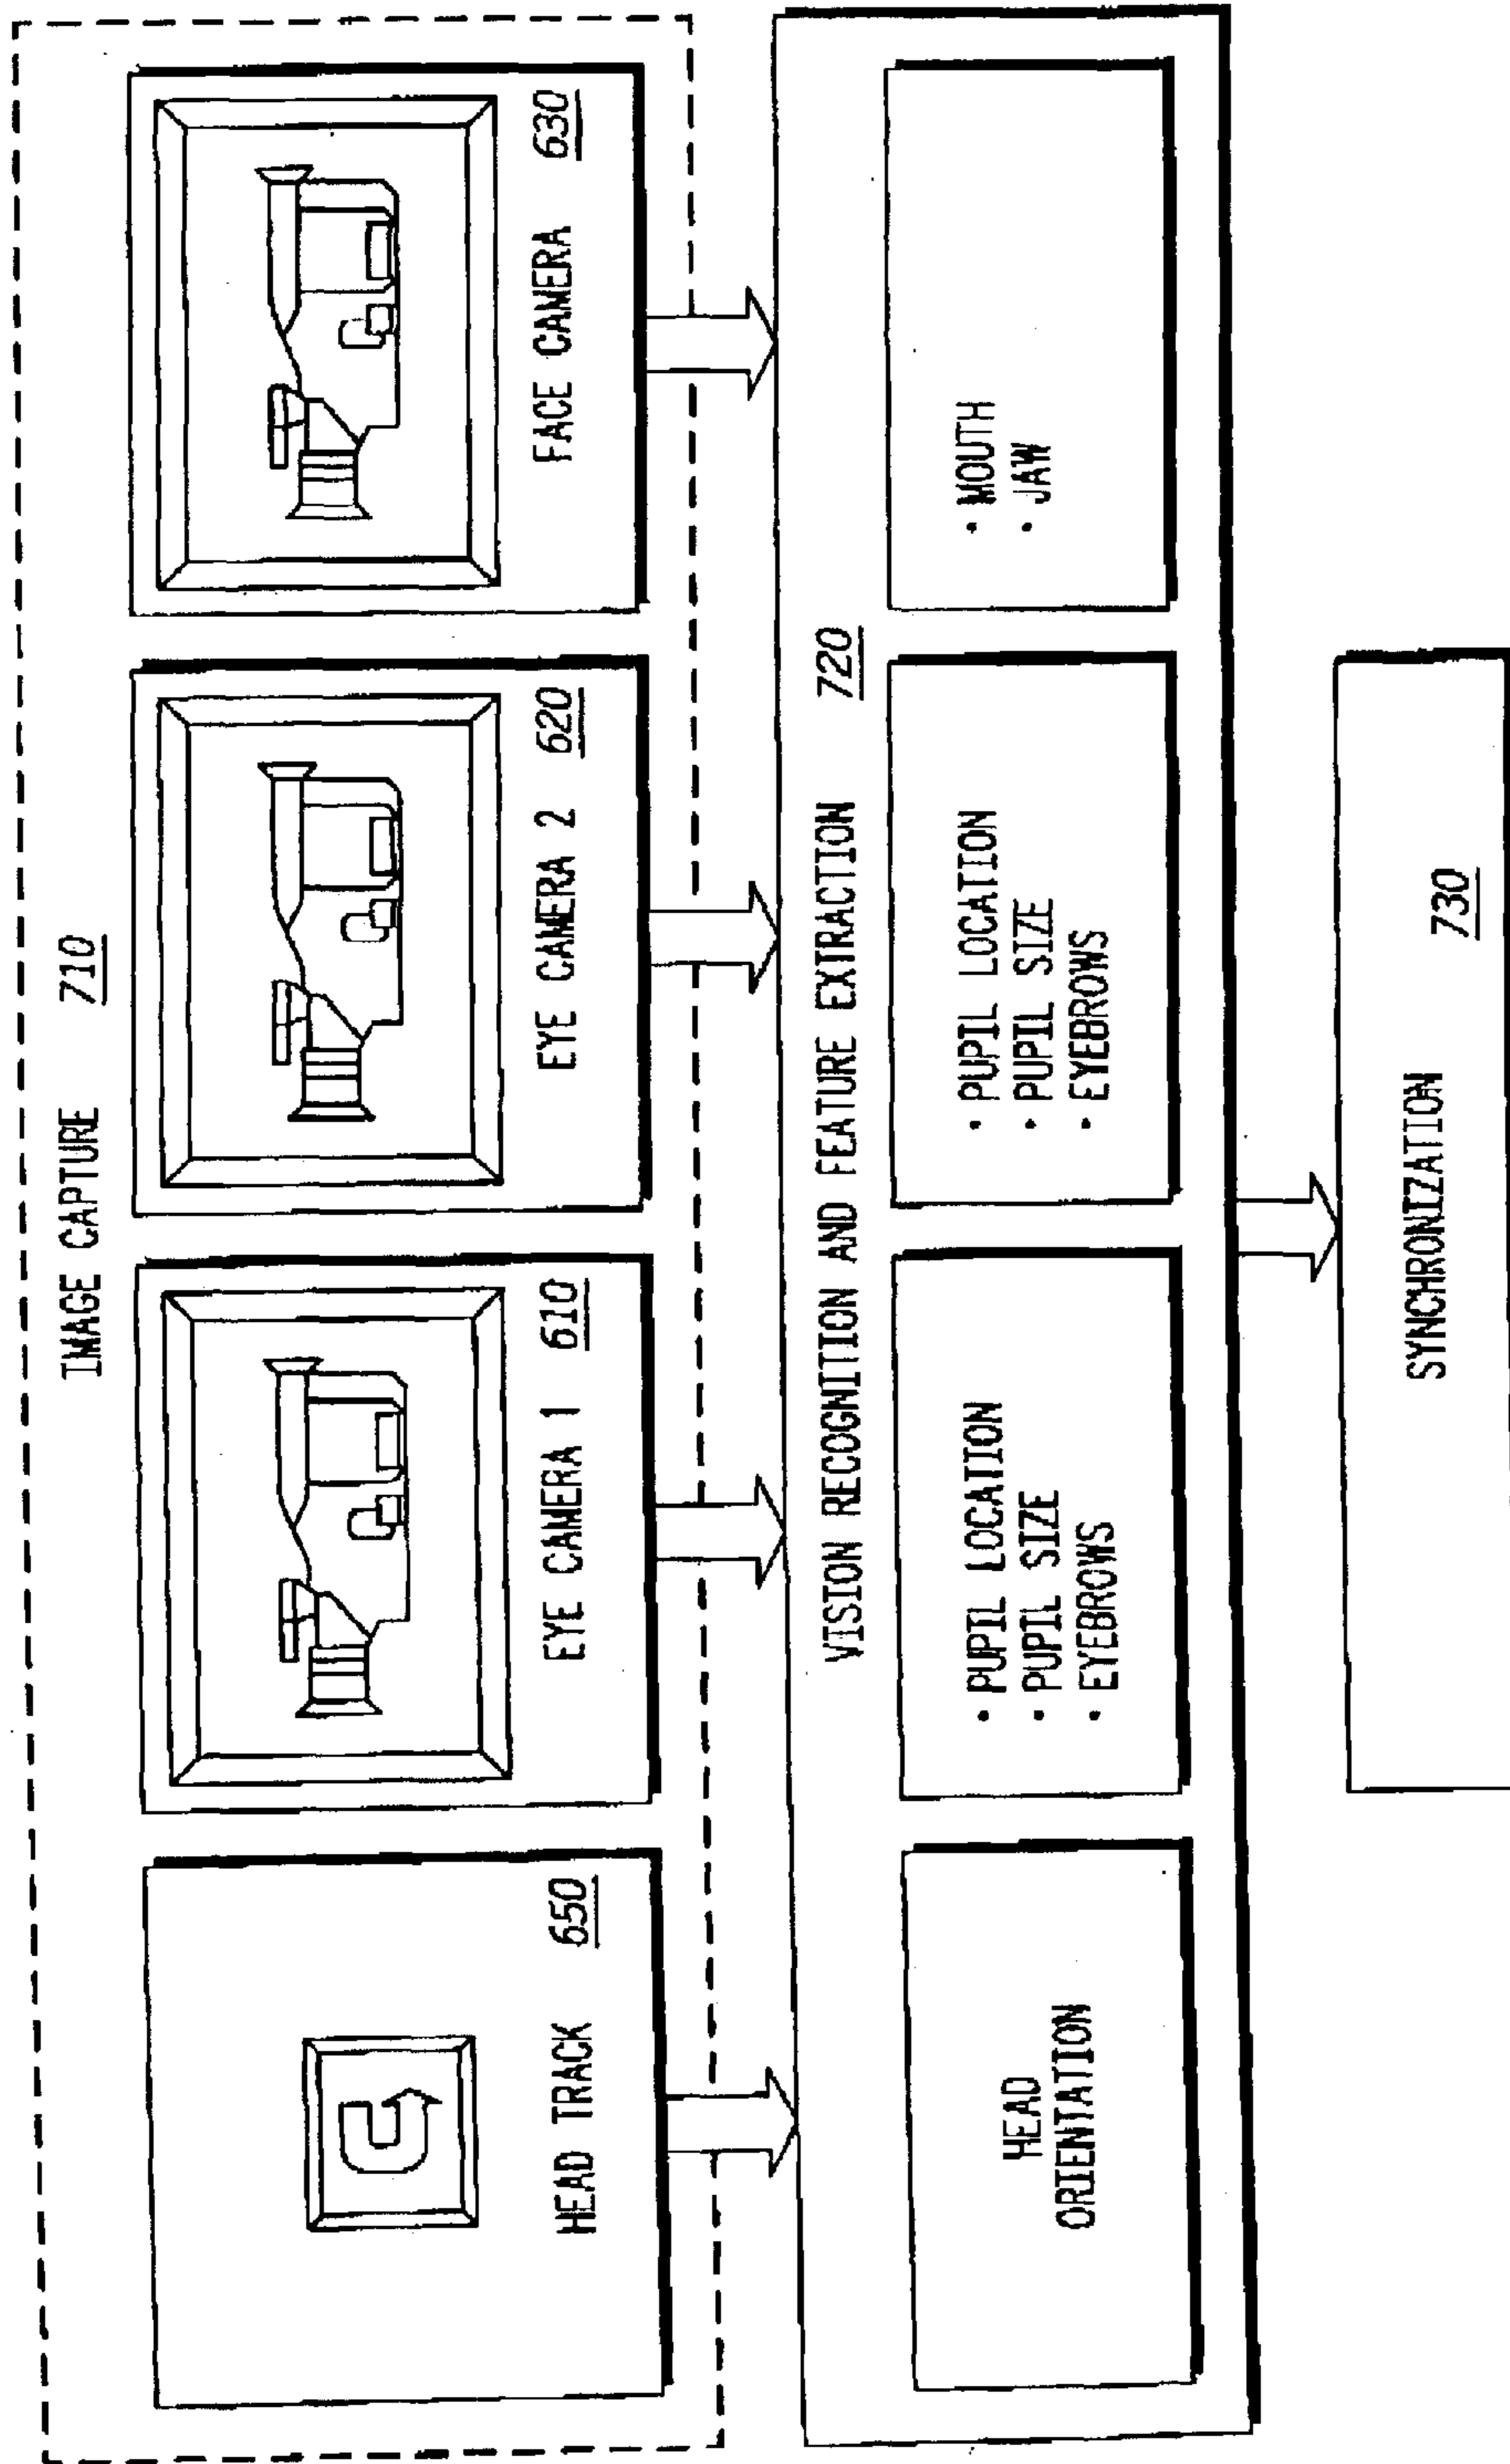 IMAGE CAPTURE 710
HEAD TRACK 650
EYE CAMERA 1 610
EYE CAMERA 2 620
FACE CAMERA 630
VISION RECOGNITION AND FEATURE EXTRACTION 720
HEAD
ORIENTATION
· PUPIL LOCATION
· PUPIL SIZE
· EYEBROWS
· PUPIL LOCATION
· PUPIL SIZE
· EYEBROWS
· MOUTH
· JAW
SYNCHRONIZATION 730